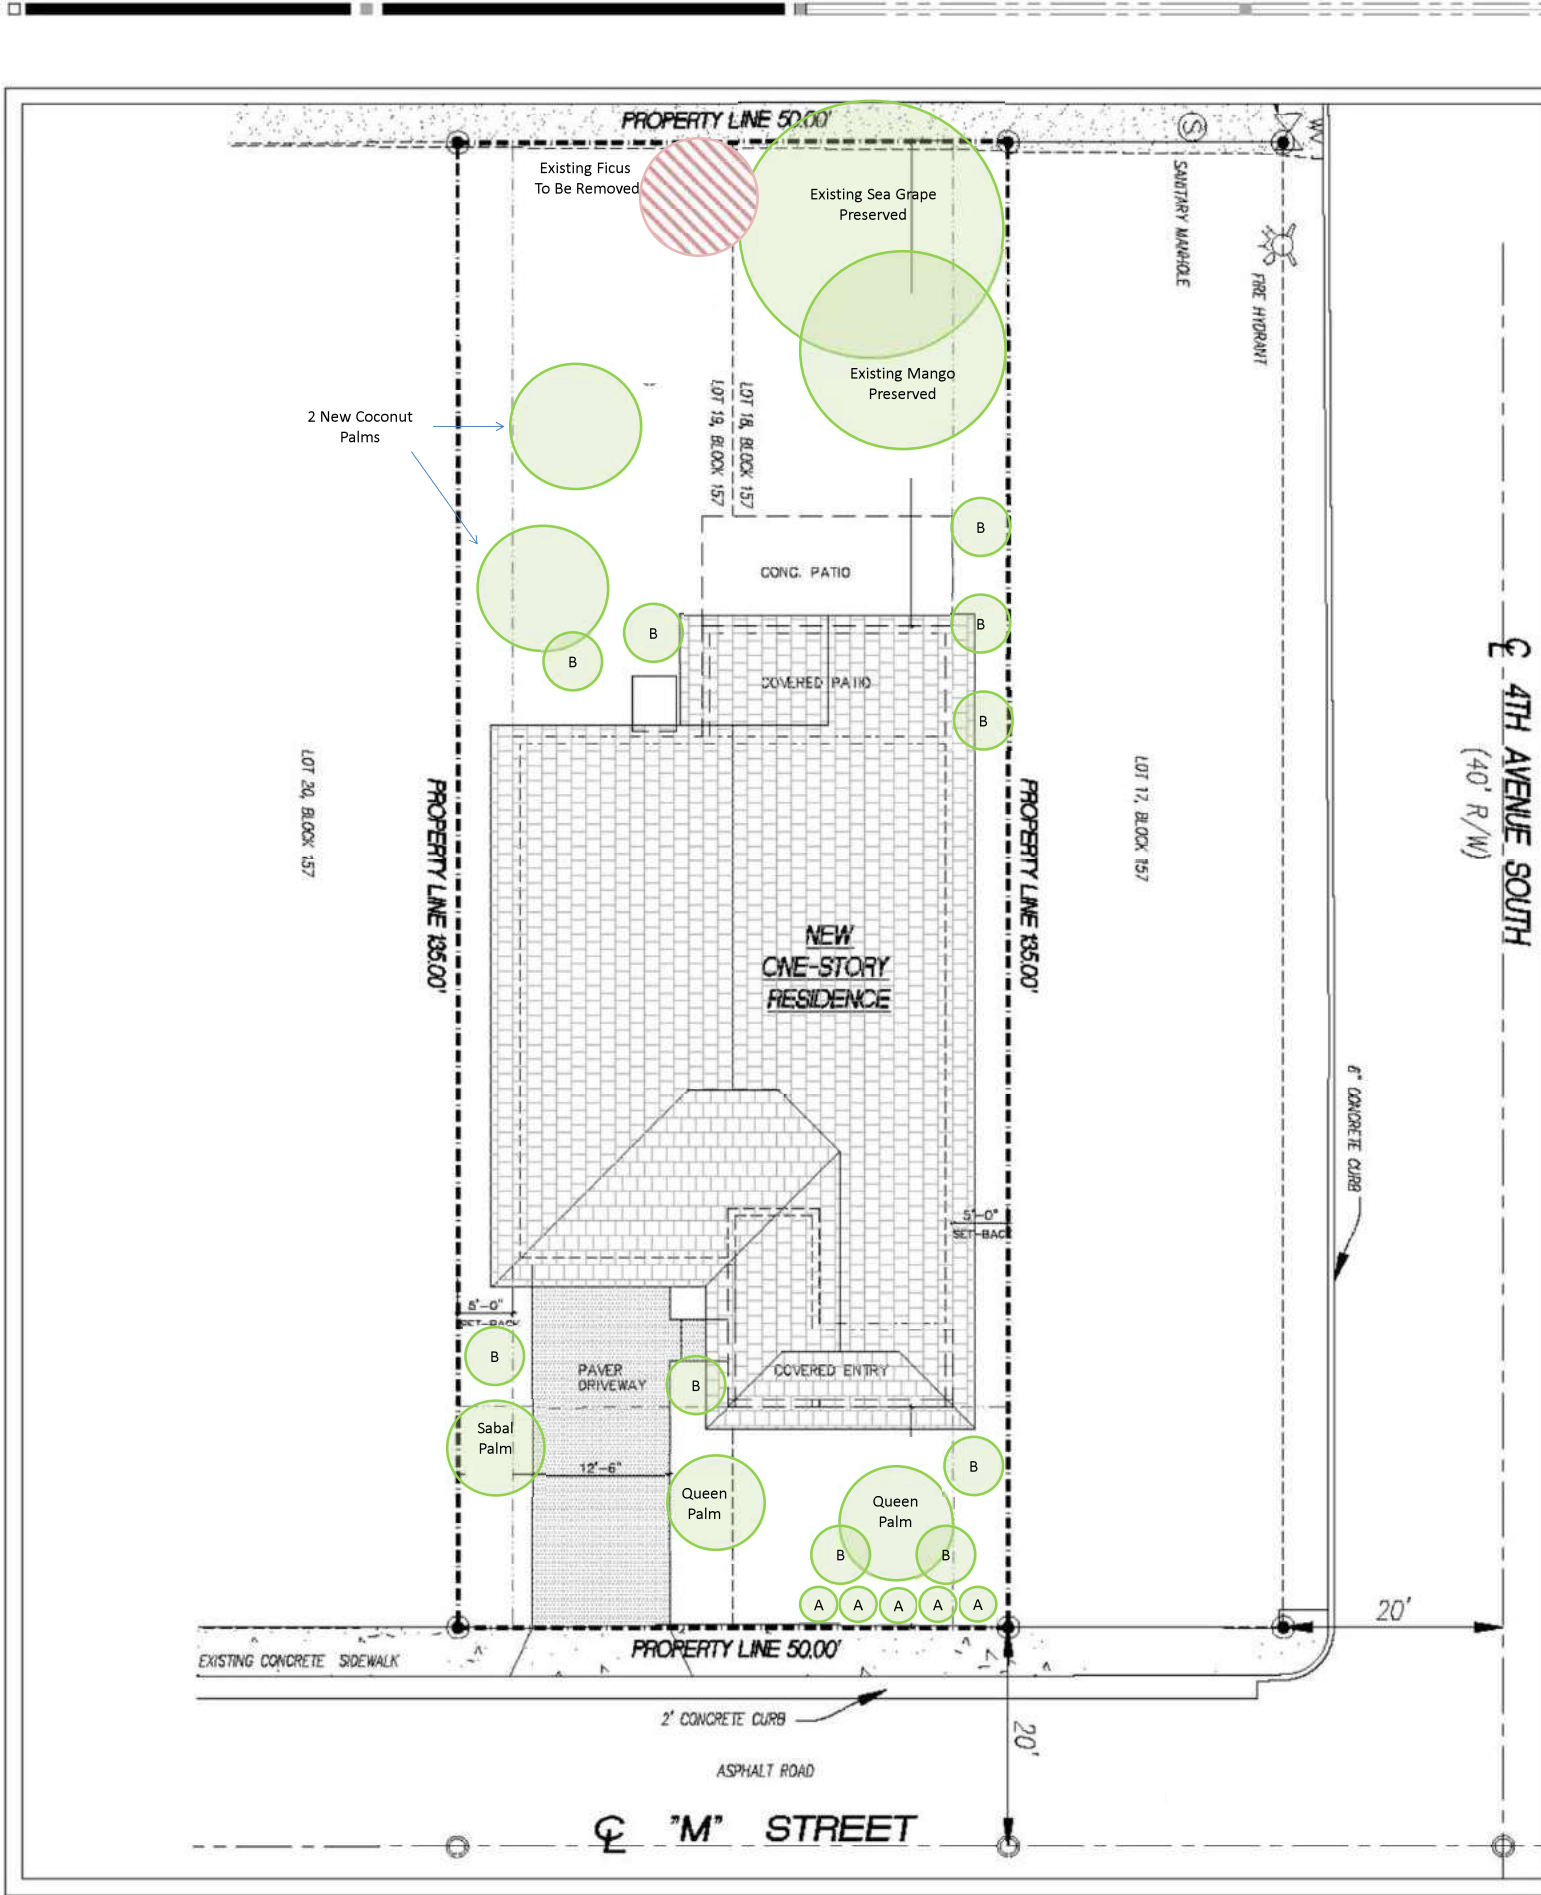 PROPERTY LINE 50.00'
Existing Ficus
To Be Removed
Existing Sea Grape
Preserved
S
W
SANITARY MANHOLE
FIRE HYDRANT
Existing Mango
Preserved
2 New Coconut
Palms
LOT 19, BLOCK 157
LOT 18, BLOCK 157
B
CONC. PATIO
B
B
B
COVERED PATIO
B
LOT 20, BLOCK 157
PROPERTY LINE 135.00'
NEW
ONE-STORY
RESIDENCE
PROPERTY LINE 135.00'
LOT 17, BLOCK 157
℄ 4TH AVENUE SOUTH
(40' R/W)
6" CONCRETE CURB
5'-0"
SET-BACK
5'-0"
SET-BACK
B
PAVER
DRIVEWAY
B
COVERED ENTRY
Sabal
Palm
12'-6"
B
Queen
Palm
Queen
Palm
B
B
A
A
A
A
A
20'
PROPERTY LINE 50.00'
EXISTING CONCRETE SIDEWALK
2' CONCRETE CURB
20'
ASPHALT ROAD
℄ "M" STREET